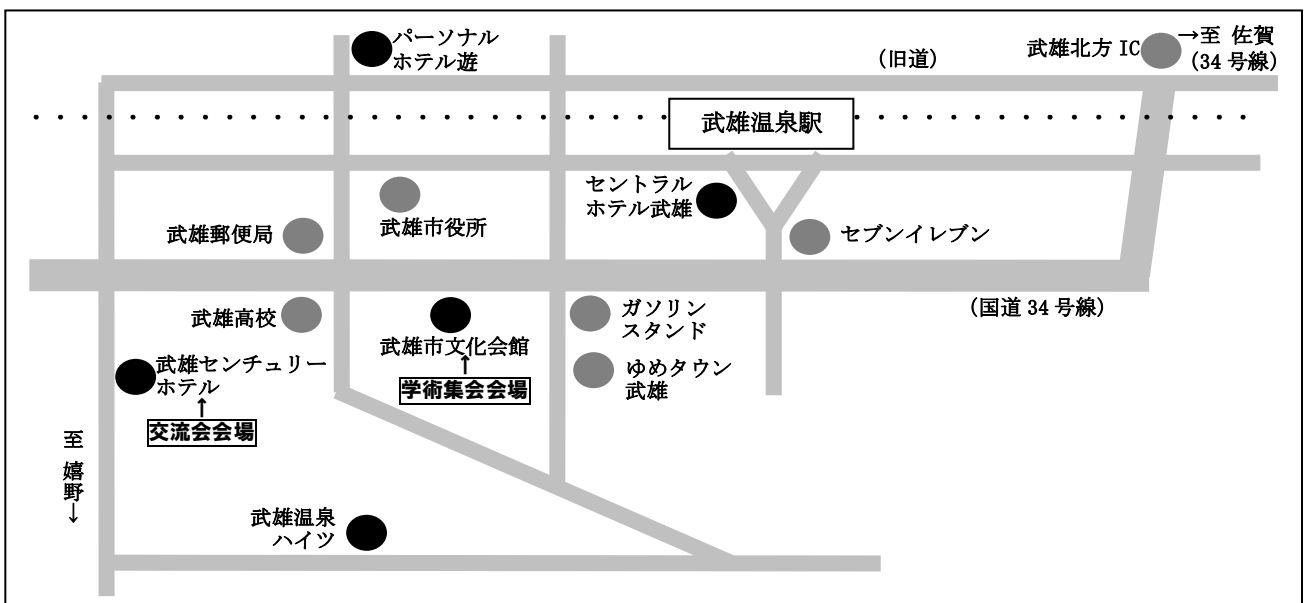 パーソナル
ホテル遊
(旧道)
武雄北方 IC
→至 佐賀
(34 号線)
武雄温泉駅
セントラル
ホテル武雄
武雄市役所
武雄郵便局
セブンイレブン
(国道 34 号線)
武雄高校
ガソリン
スタンド
武雄市文化会館
↑
学術集会会場
ゆめタウン
武雄
武雄センチュリー
ホテル
↑
交流会会場
至 嬉野→
武雄温泉
ハイツ